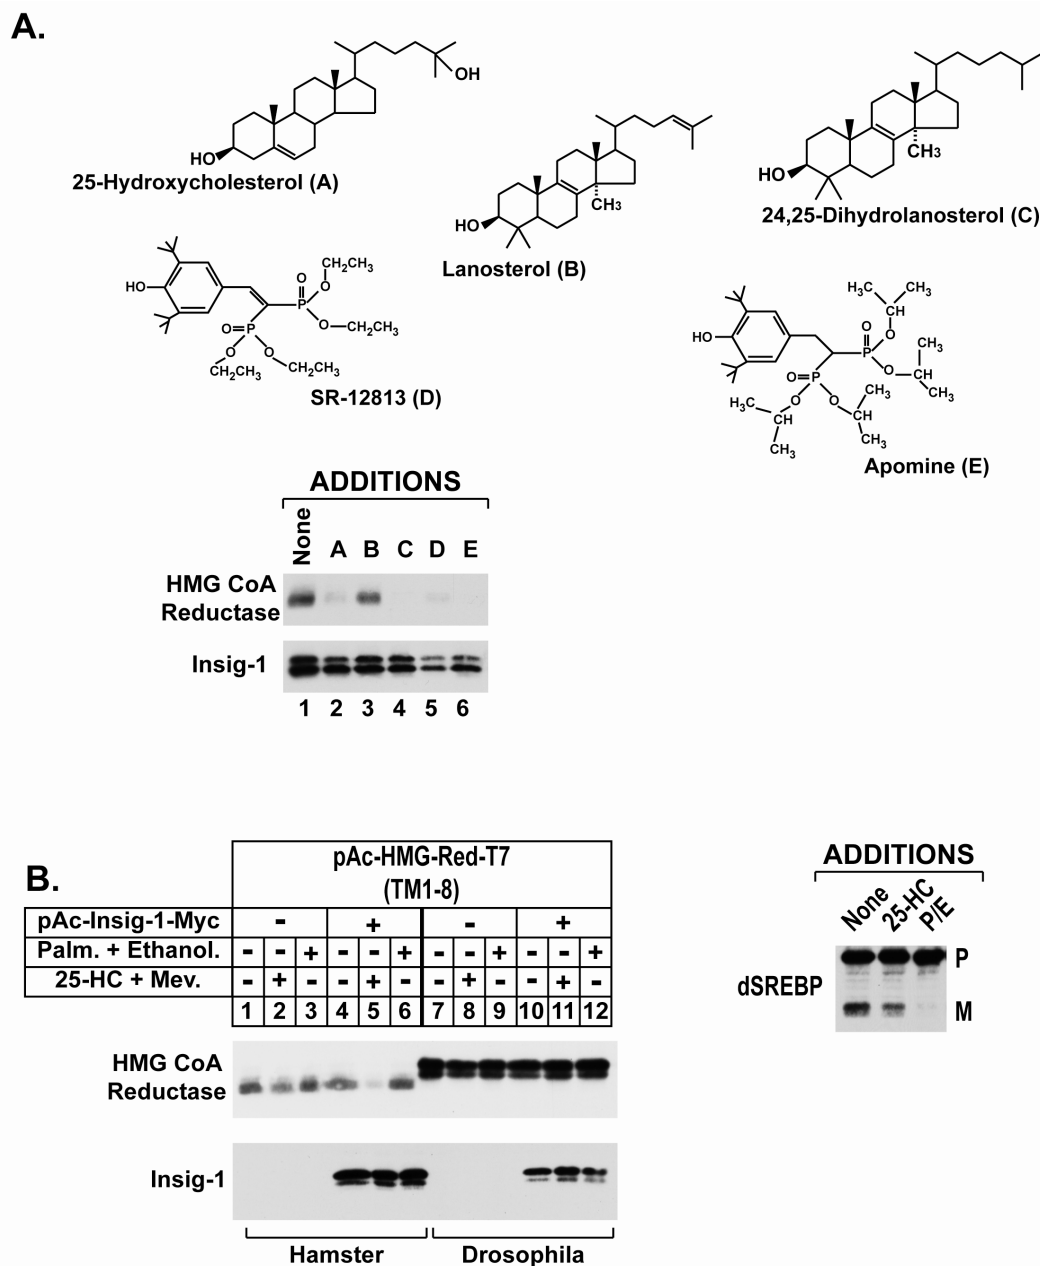 A.
OH
HO
25-Hydroxycholesterol (A)
CH3
HO
Lanosterol (B)
CH3
HO
24,25-Dihydrolanosterol (C)
HO
CH2CH3
O
O
P
O
CH2CH3
O=P
O
O
CH2CH3
CH2CH3
SR-12813 (D)
HO
H3C
CH3
CH
O
O
P
O
CH3
CH
CH3
O=P
O
O
H3C
CH
CH3
CH3
CH
CH3
Apomine (E)
ADDITIONS
None A B C D E
HMG CoA
Reductase
Insig-1
1 2 3 4 5 6
B.
pAc-HMG-Red-T7
(TM1-8)
pAc-Insig-1-Myc - + - +
Palm. + Ethanol. - - + - - + - - + - - +
25-HC + Mev. - + - - + - - + - - + -
1 2 3 4 5 6 7 8 9 10 11 12
HMG CoA
Reductase
Insig-1
Hamster Drosophila
ADDITIONS
None 25-HC P/E
dSREBP
P
M